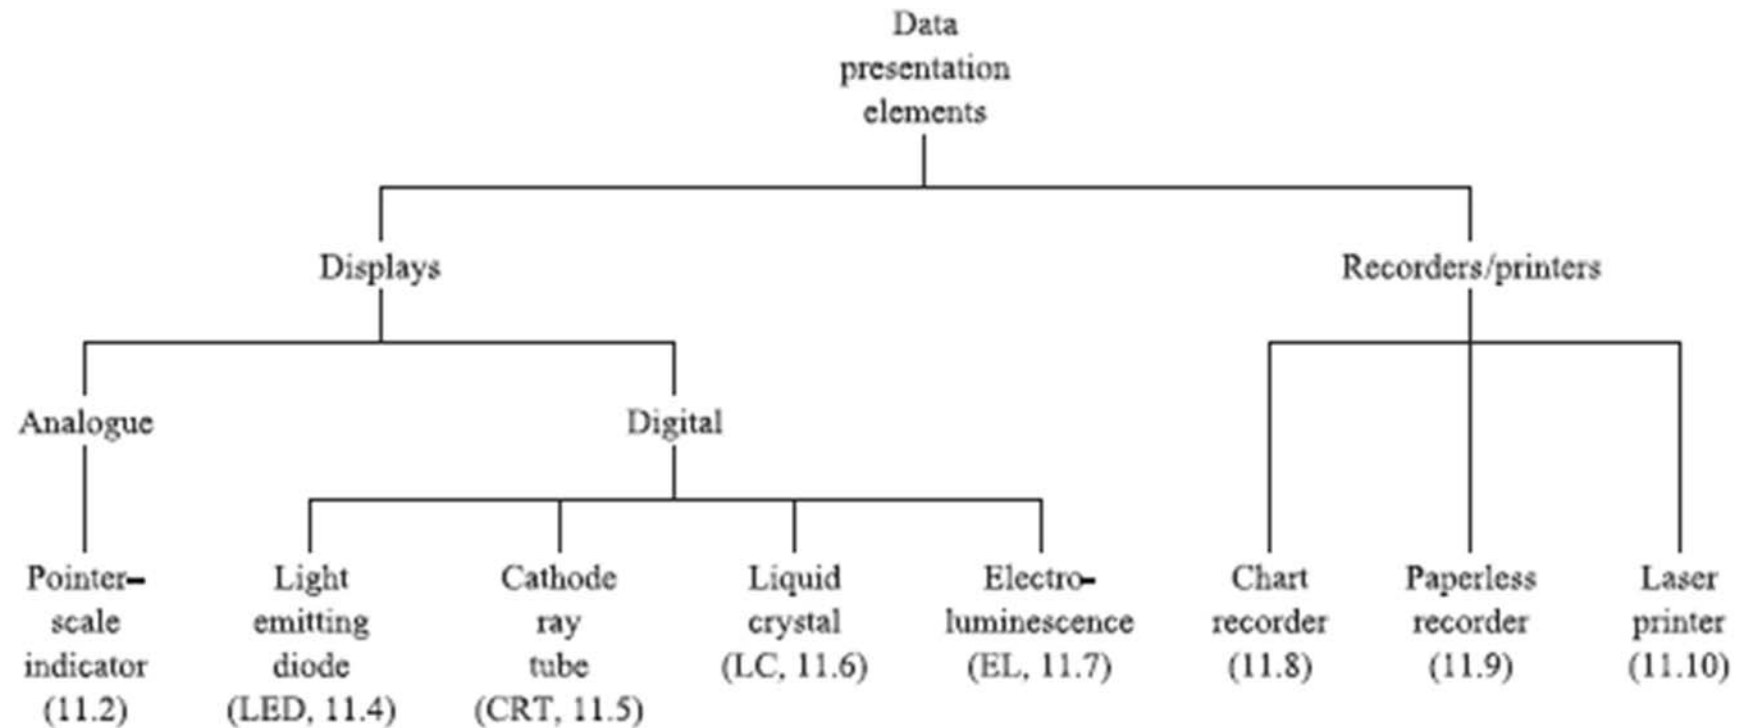 Data
presentation
elements
Displays
Recorders/printers
Analogue
Digital
Pointer–
scale
indicator
(11.2)
Light
emitting
diode
(LED, 11.4)
Cathode
ray
tube
(CRT, 11.5)
Liquid
crystal
(LC, 11.6)
Electro-
luminescence
(EL, 11.7)
Chart
recorder
(11.8)
Paperless
recorder
(11.9)
Laser
printer
(11.10)